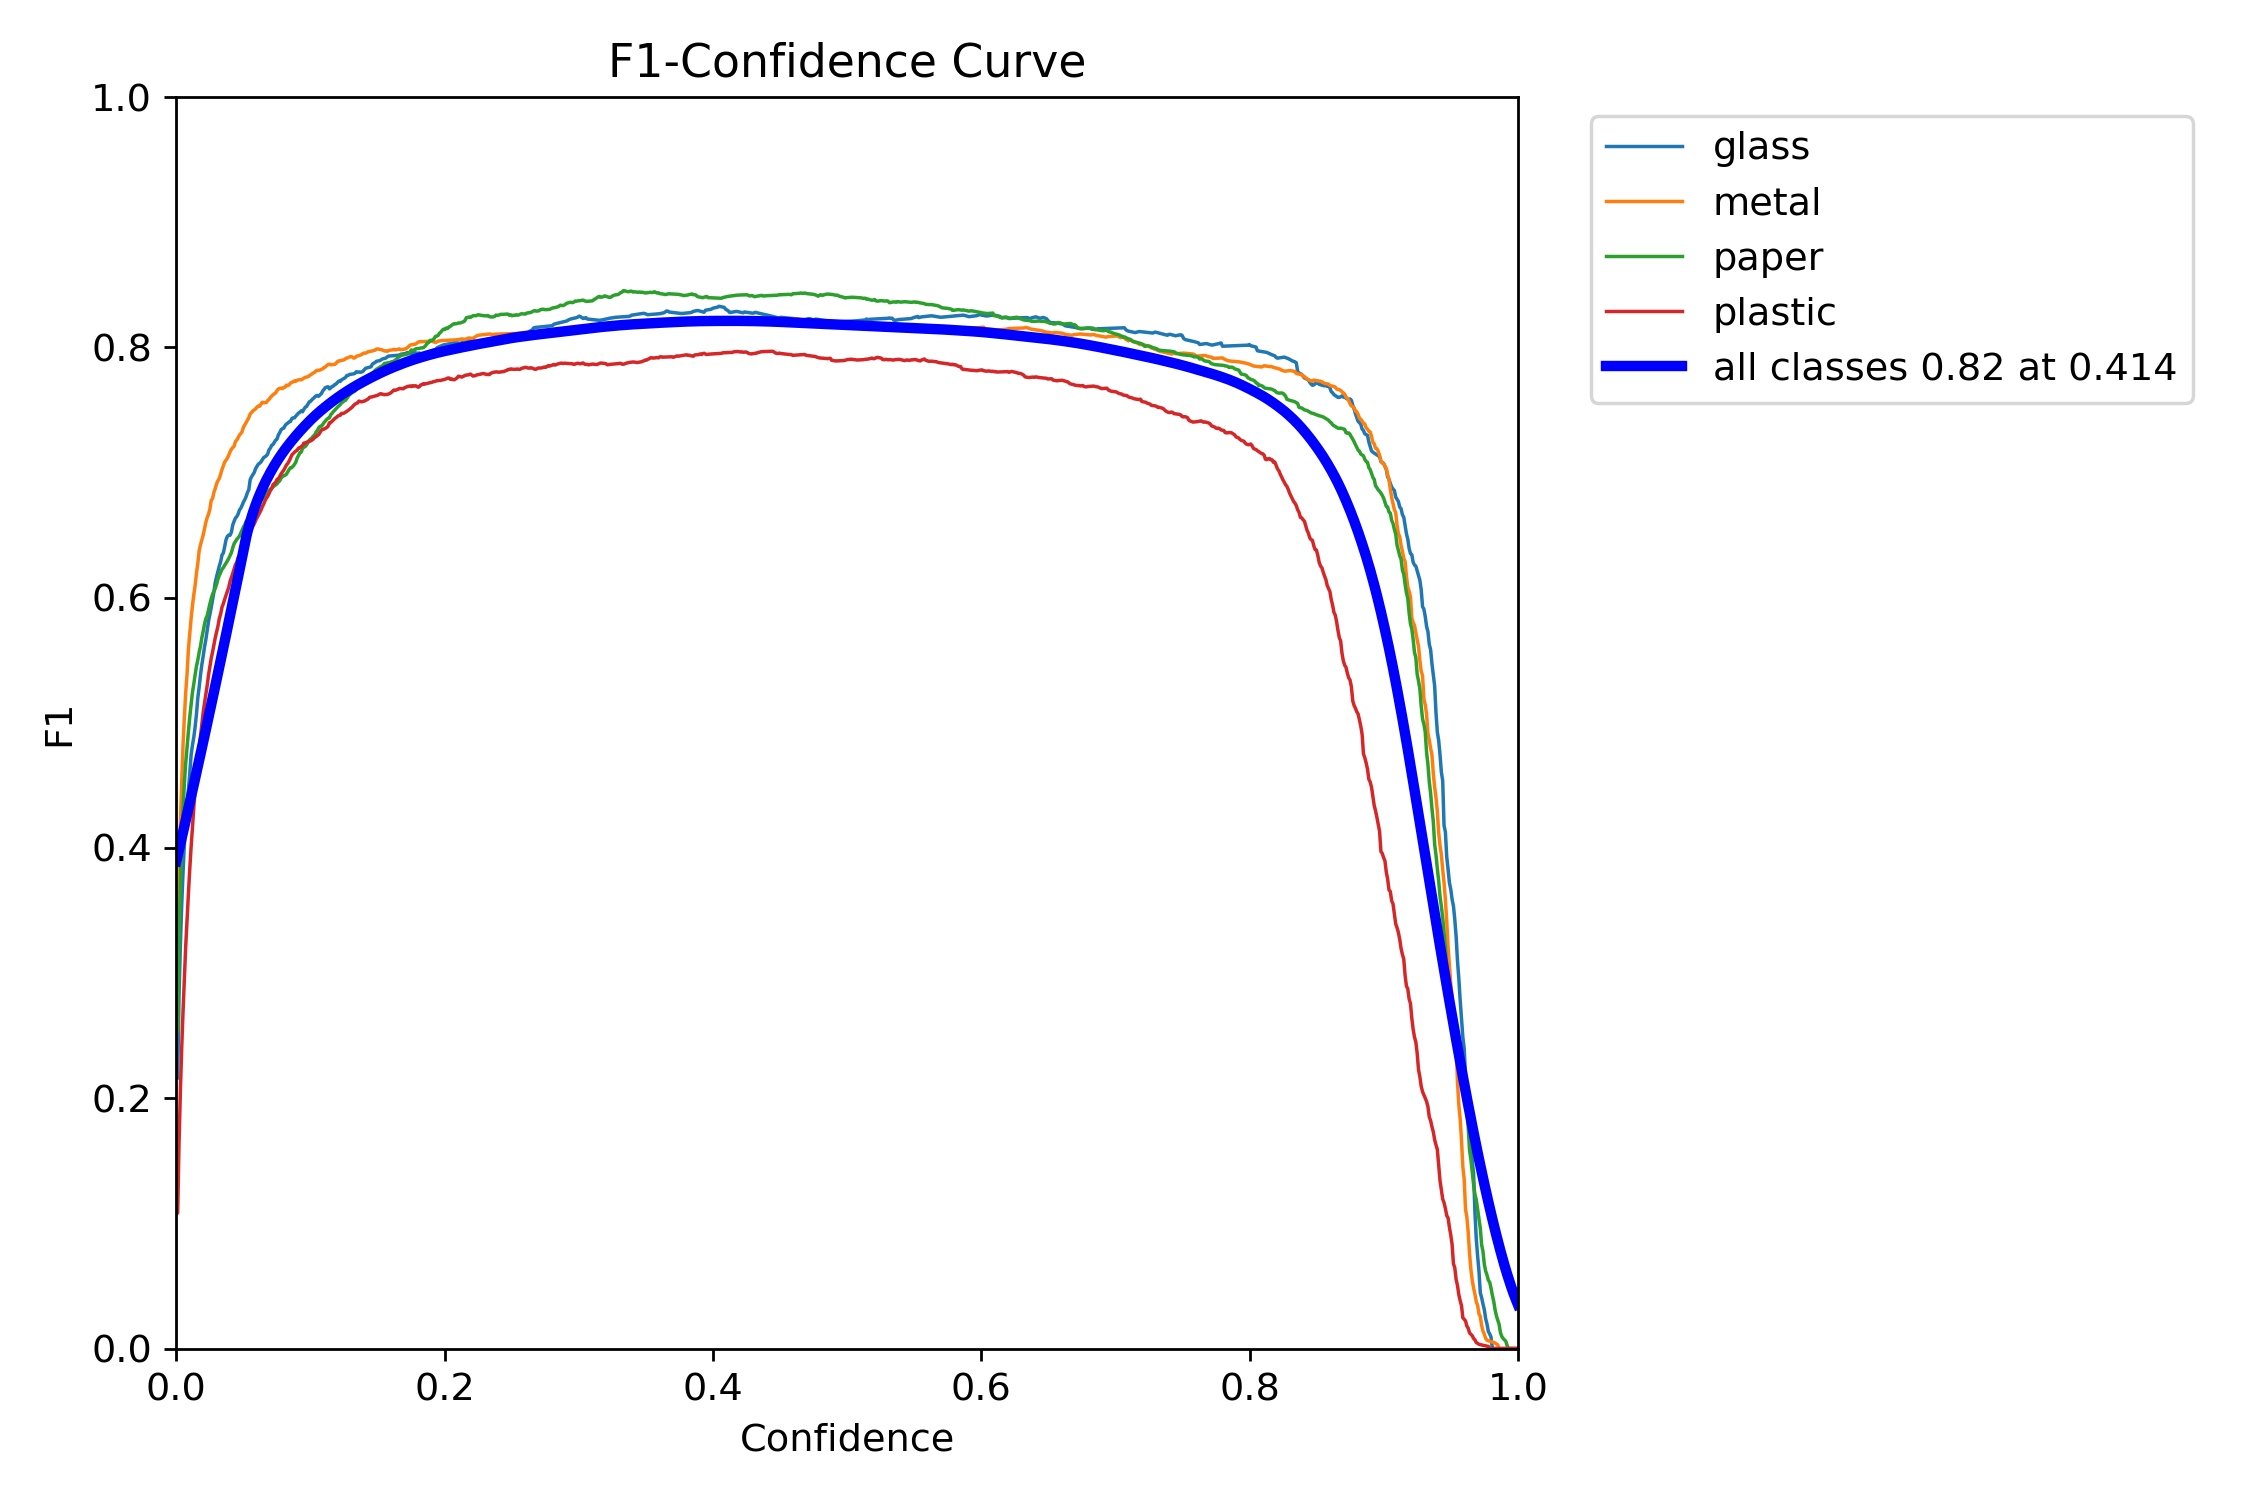 F1-Confidence Curve
1.0
0.8
0.6
0.4
0.2
0.0
F1
0.0 0.2 0.4 0.6 0.8 1.0
Confidence
glass
metal
paper
plastic
all classes 0.82 at 0.414